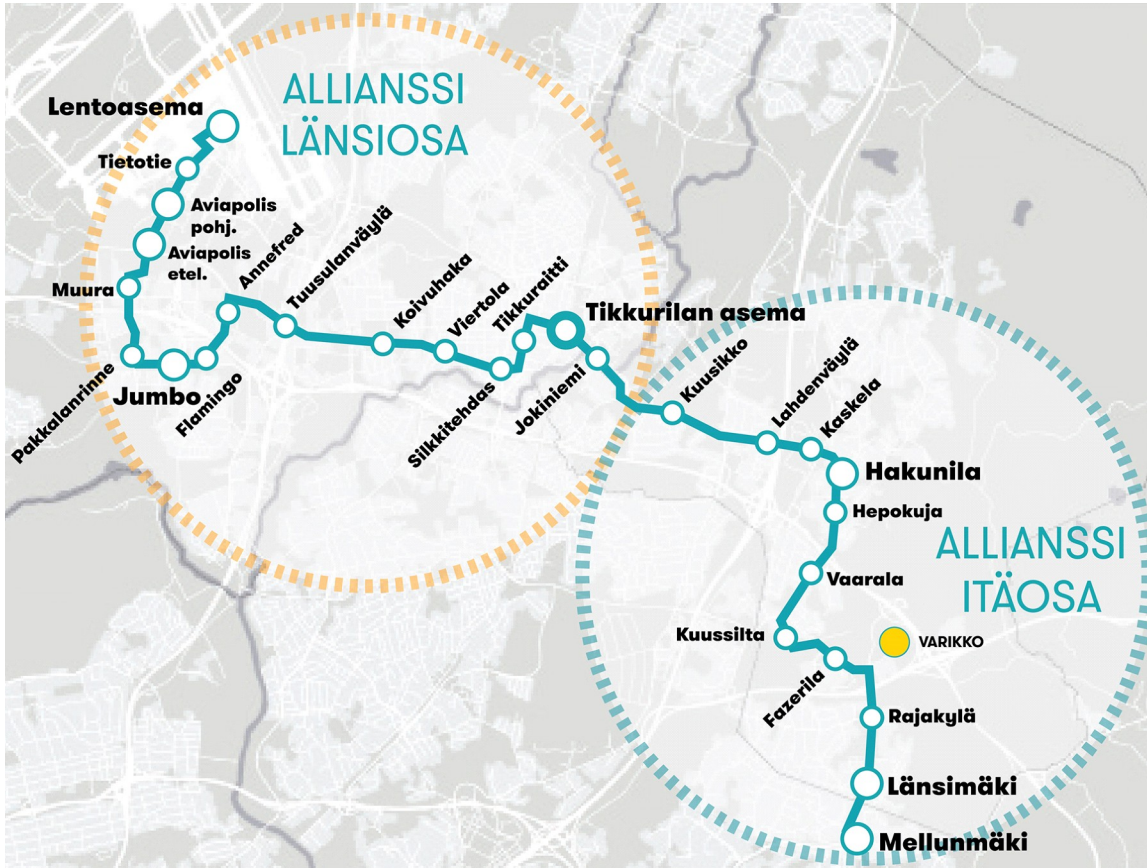 ALLIANSSI
LÄNSIOSA
Lentoasema
Tietotie
Aviapolis
pohj.
Aviapolis
etel.
Muura
Pakkalanrinne
Jumbo
Flamingo
Annefred
Tuusulanväylä
Koivuhaka
Viertola
Silkkitehdas
Tikkuraitti
Tikkurilan asema
Jokiniemi
Kuusikko
Lahdenväylä
Kaskela
Hakunila
Hepokuja
ALLIANSSI
ITÄOSA
Vaarala
Kuussilta
VARIKKO
Fazerila
Rajakylä
Länsimäki
Mellunmäki